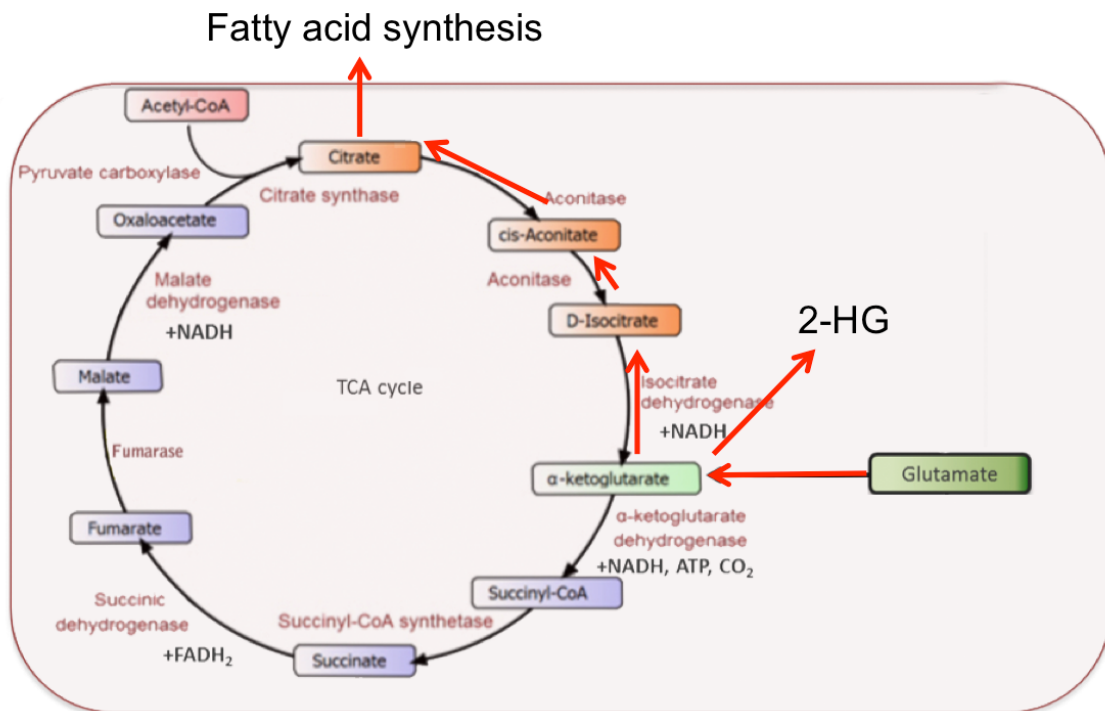 Fatty acid synthesis
Acetyl-CoA
Citrate
Pyruvate carboxylase
Citrate synthase
Aconitase
Oxaloacetate
cis-Aconitate
Malate
dehydrogenase
+NADH
Aconitase
D-Isocitrate
2-HG
Malate
TCA cycle
Isocitrate
dehydrogenase
+NADH
Fumarase
α-ketoglutarate
Glutamate
Fumarate
α-ketoglutarate
dehydrogenase
+NADH, ATP, CO₂
Succinyl-CoA
Succinic
dehydrogenase
+FADH₂
Succinyl-CoA synthetase
Succinate